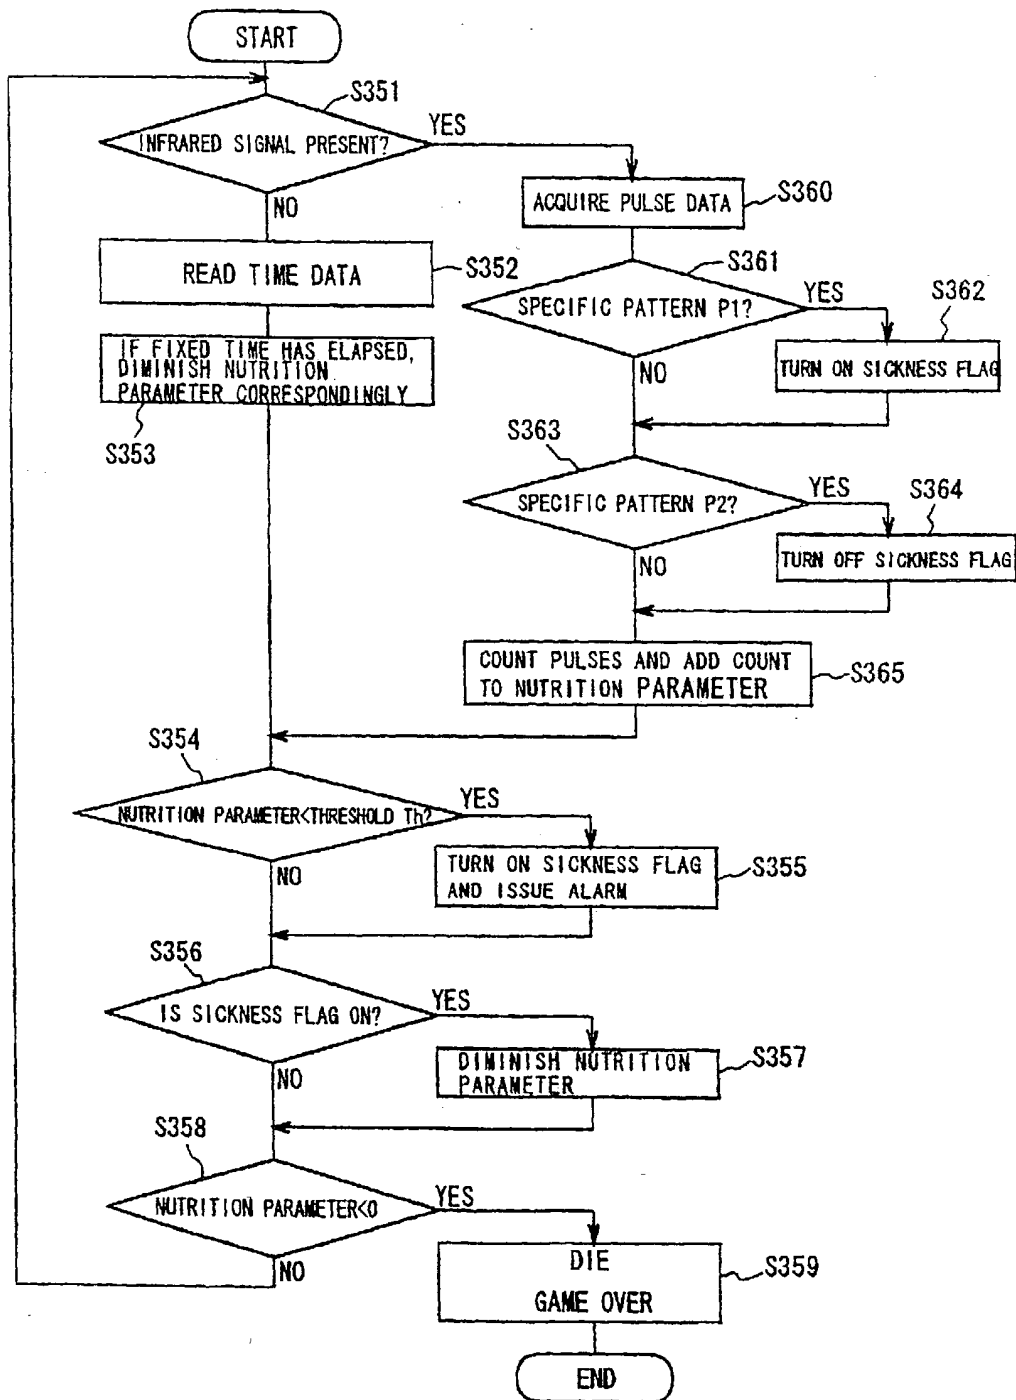 START
S351
INFRARED SIGNAL PRESENT?
YES
NO
ACQUIRE PULSE DATA
S360
READ TIME DATA
S352
S361
SPECIFIC PATTERN P1?
YES
S362
IF FIXED TIME HAS ELAPSED,
DIMINISH NUTRITION
PARAMETER CORRESPONDINGLY
S353
TURN ON SICKNESS FLAG
NO
S363
SPECIFIC PATTERN P2?
YES
S364
TURN OFF SICKNESS FLAG
NO
COUNT PULSES AND ADD COUNT
TO NUTRITION PARAMETER
S365
S354
NUTRITION PARAMETER<THRESHOLD Th?
YES
NO
TURN ON SICKNESS FLAG
AND ISSUE ALARM
S355
S356
IS SICKNESS FLAG ON?
YES
NO
DIMINISH NUTRITION
PARAMETER
S357
S358
NUTRITION PARAMETER<0
YES
NO
DIE
GAME OVER
S359
END